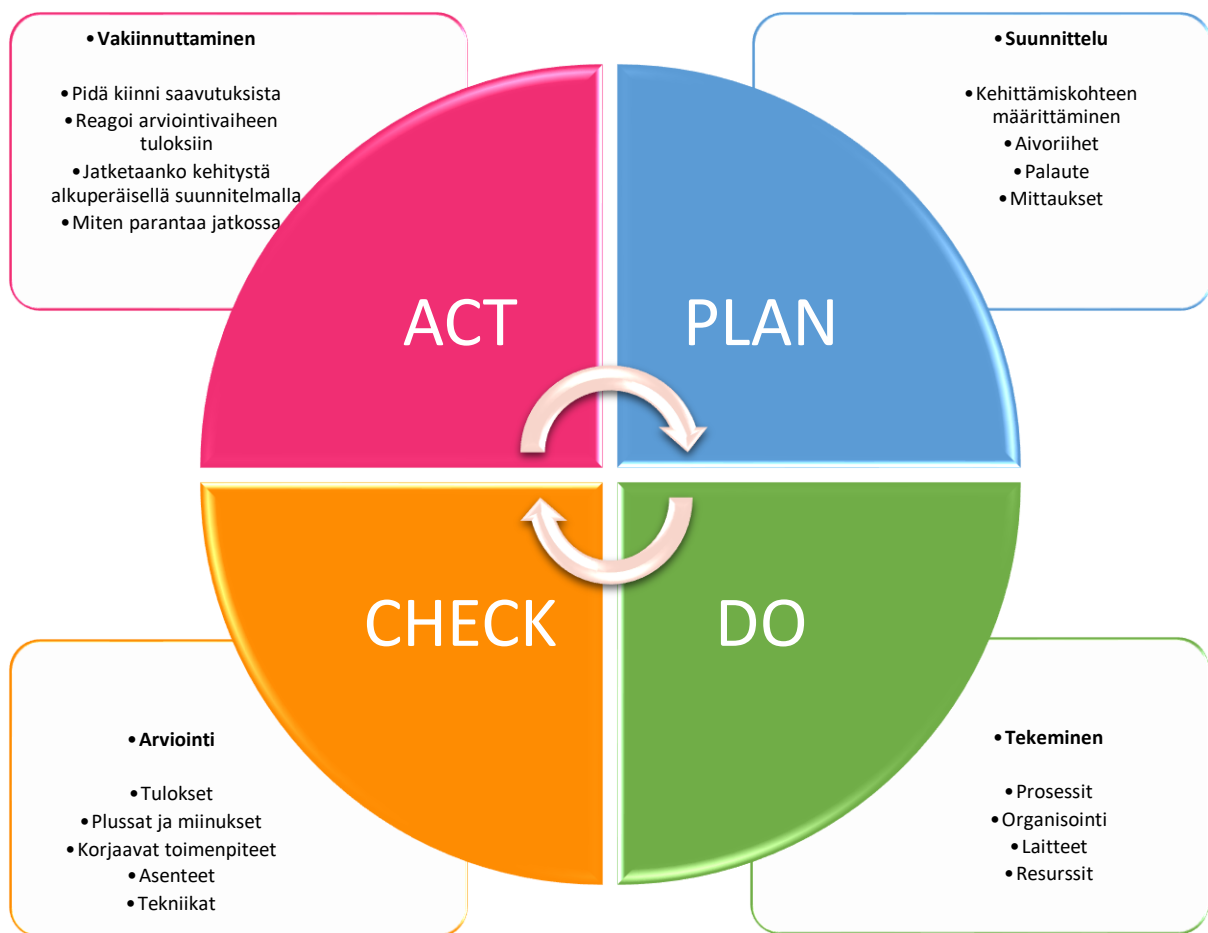 •Vakiinnuttaminen
•Pidä kiinni saavutuksista
•Reagoi arviointivaiheen
tuloksiin
•Jatketaanko kehitystä
alkuperäisellä suunnitelmalla
•Miten parantaa jatkossa
•Suunnittelu
•Kehittämiskohteen
määrittäminen
•Aivoriihet
•Palaute
•Mittaukset
ACT
PLAN
CHECK
DO
•Arviointi
•Tulokset
•Plussat ja miinukset
•Korjaavat toimenpiteet
•Asenteet
•Tekniikat
•Tekeminen
•Prosessit
•Organisointi
•Laitteet
•Resurssit